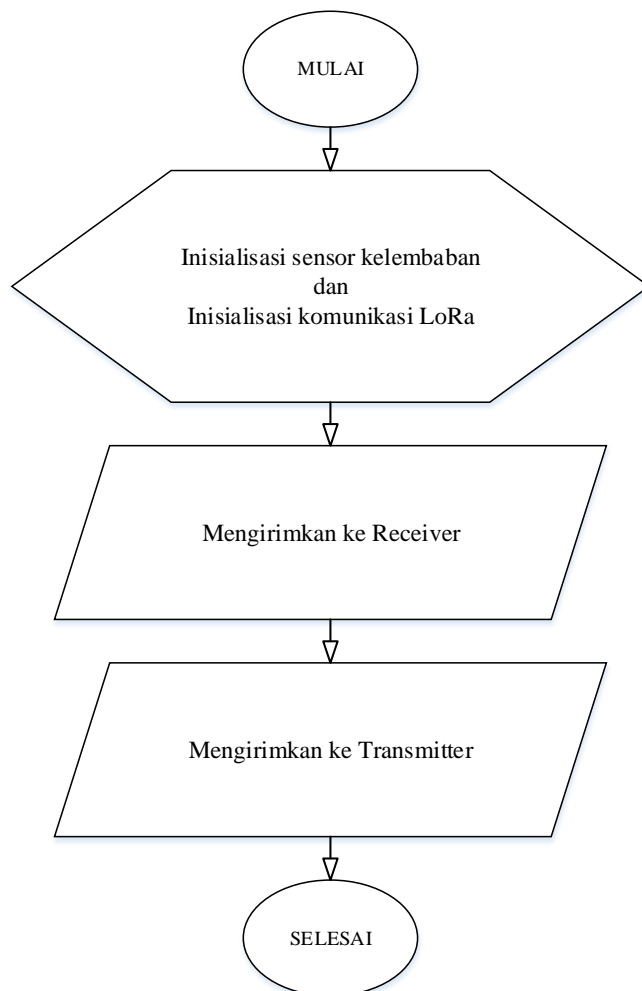 MULAI
Inisialisasi sensor kelembaban
dan
Inisialisasi komunikasi LoRa
Mengirimkan ke Receiver
Mengirimkan ke Transmitter
SELESAI